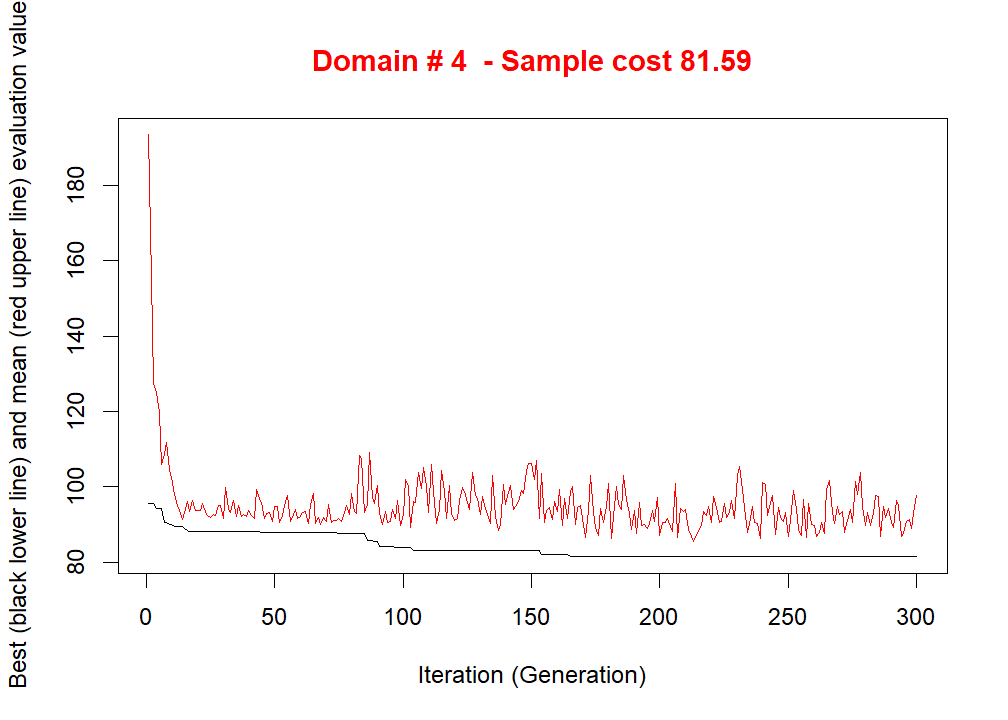 Domain # 4  - Sample cost 81.59
Best (black lower line) and mean (red upper line) evaluation value
180
160
140
120
100
80
0 50 100 150 200 250 300
Iteration (Generation)